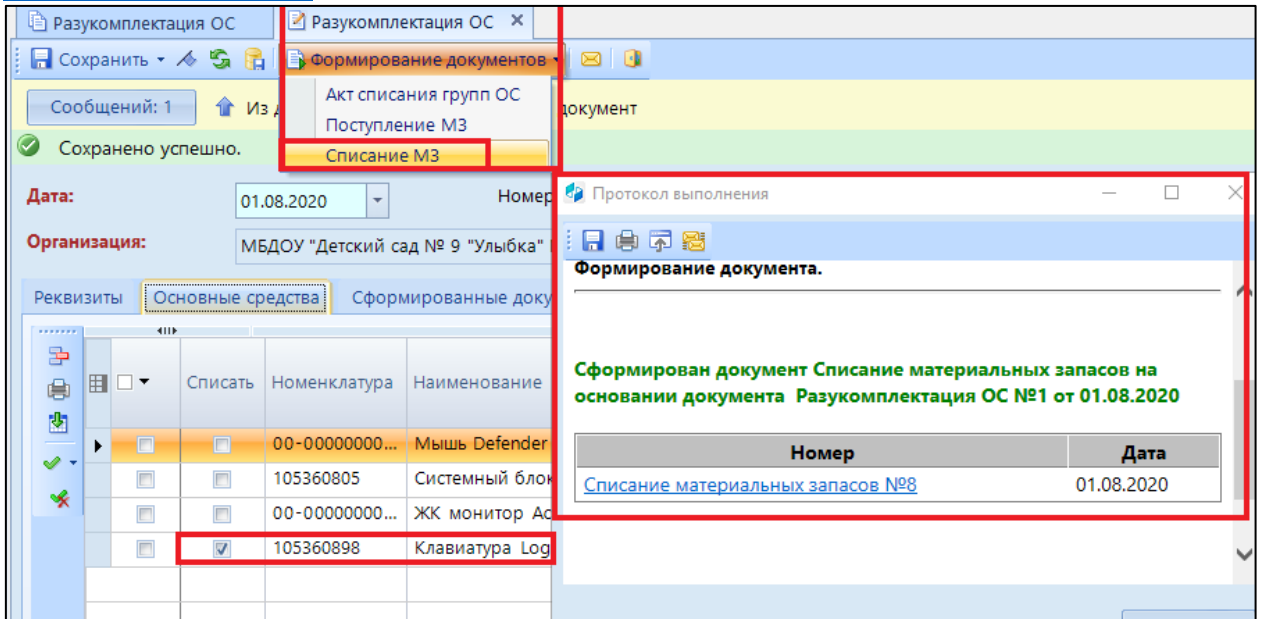 Разукомплектация ОС
Разукомплектация ОС
Сохранить
Формирование документов
Акт списания групп ОС
Поступление МЗ
Списание МЗ
Сообщений: 1
Из
документ
Сохранено успешно.
Дата:
01.08.2020
Номер
Организация:
МБДОУ "Детский сад № 9 "Улыбка"
Реквизиты
Основные средства
Сформированные доку
Списать Номенклатура Наименование
00-00000000... Мышь Defender
105360805 Системный блок
00-00000000... ЖК монитор Ac
105360898 Клавиатура Log
Протокол выполнения
Формирование документа.
Сформирован документ Списание материальных запасов на
основании документа Разукомплектация ОС №1 от 01.08.2020
Номер Дата
Списание материальных запасов №8 01.08.2020